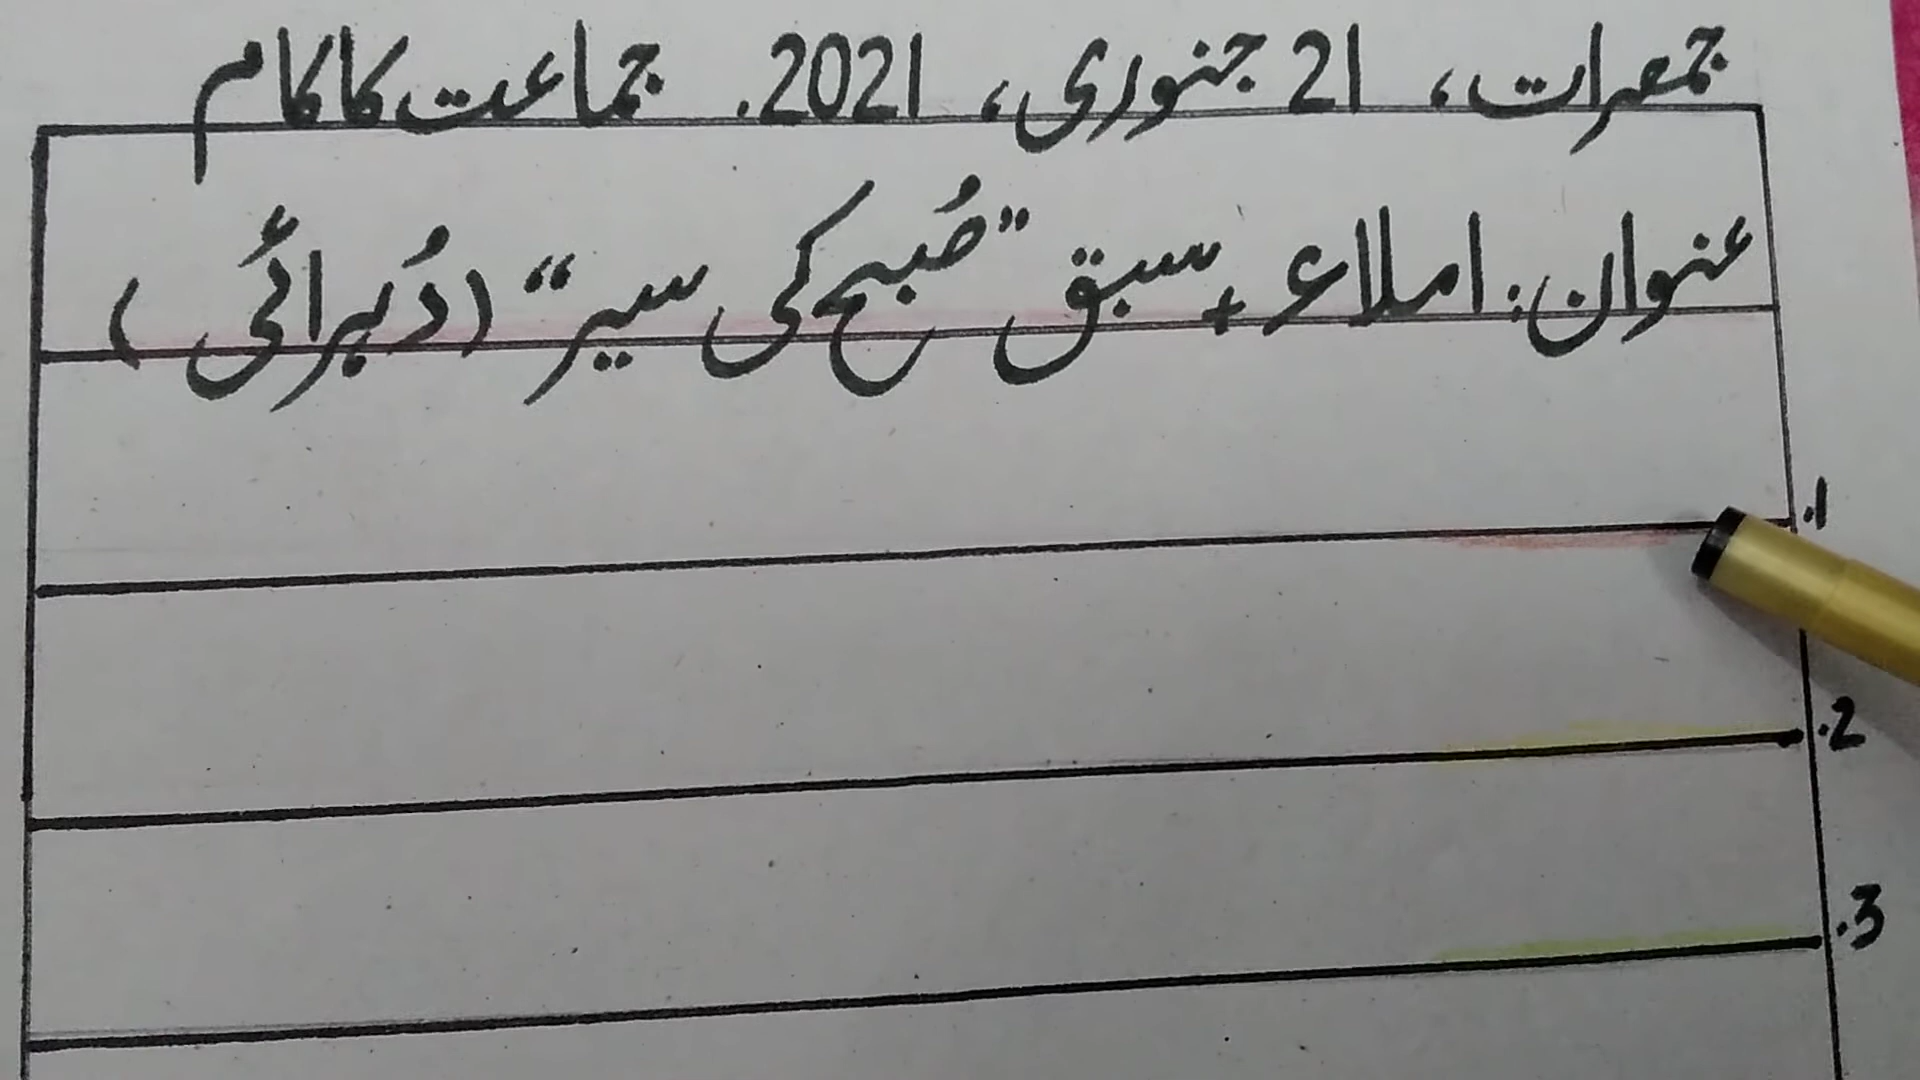 جمعرات، 21 جنوری، 2021. جماعت کا کام
عنوان: املاء + سبق "صُبح کی سیر" (دُہرائی)
1.
2.
3.